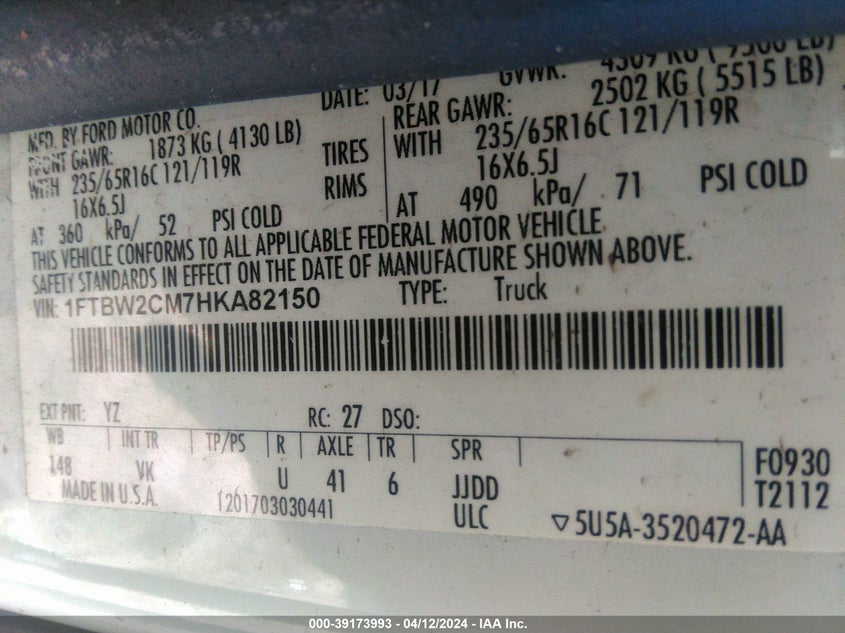 MFD. BY FORD MOTOR CO.
DATE: 03/17
GVWR: 4309 KG ( 9500 LB)
FRONT GAWR: 1873 KG ( 4130 LB)
REAR GAWR: 2502 KG ( 5515 LB)
WITH 235/65R16C 121/119R TIRES
WITH 235/65R16C 121/119R
16X6.5J RIMS
16X6.5J
AT 360 kPa/ 52 PSI COLD
AT 490 kPa/ 71 PSI COLD
THIS VEHICLE CONFORMS TO ALL APPLICABLE FEDERAL MOTOR VEHICLE
SAFETY STANDARDS IN EFFECT ON THE DATE OF MANUFACTURE SHOWN ABOVE.
VIN: 1FTBW2CM7HKA82150 TYPE: Truck
EXT PNT: YZ RC: 27 DSO:
WB INT TR TP/PS R AXLE TR SPR
148 VK U 41 6 JJDD
F0930
T2112
MADE IN U.S.A. 1201703030441 ULC ▽5U5A-3520472-AA
000-39173993 - 04/12/2024 - IAA Inc.